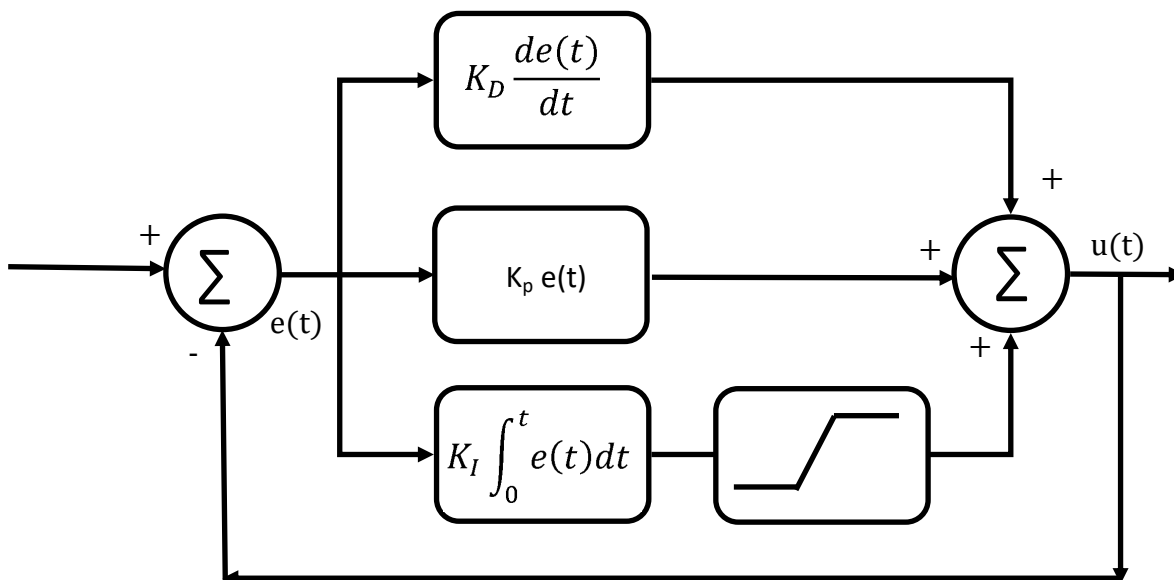 K_D de(t)/dt
+
+
∑
e(t)
-
K_p e(t)
+
∑
u(t)
+
K_I ∫_0^t e(t)dt